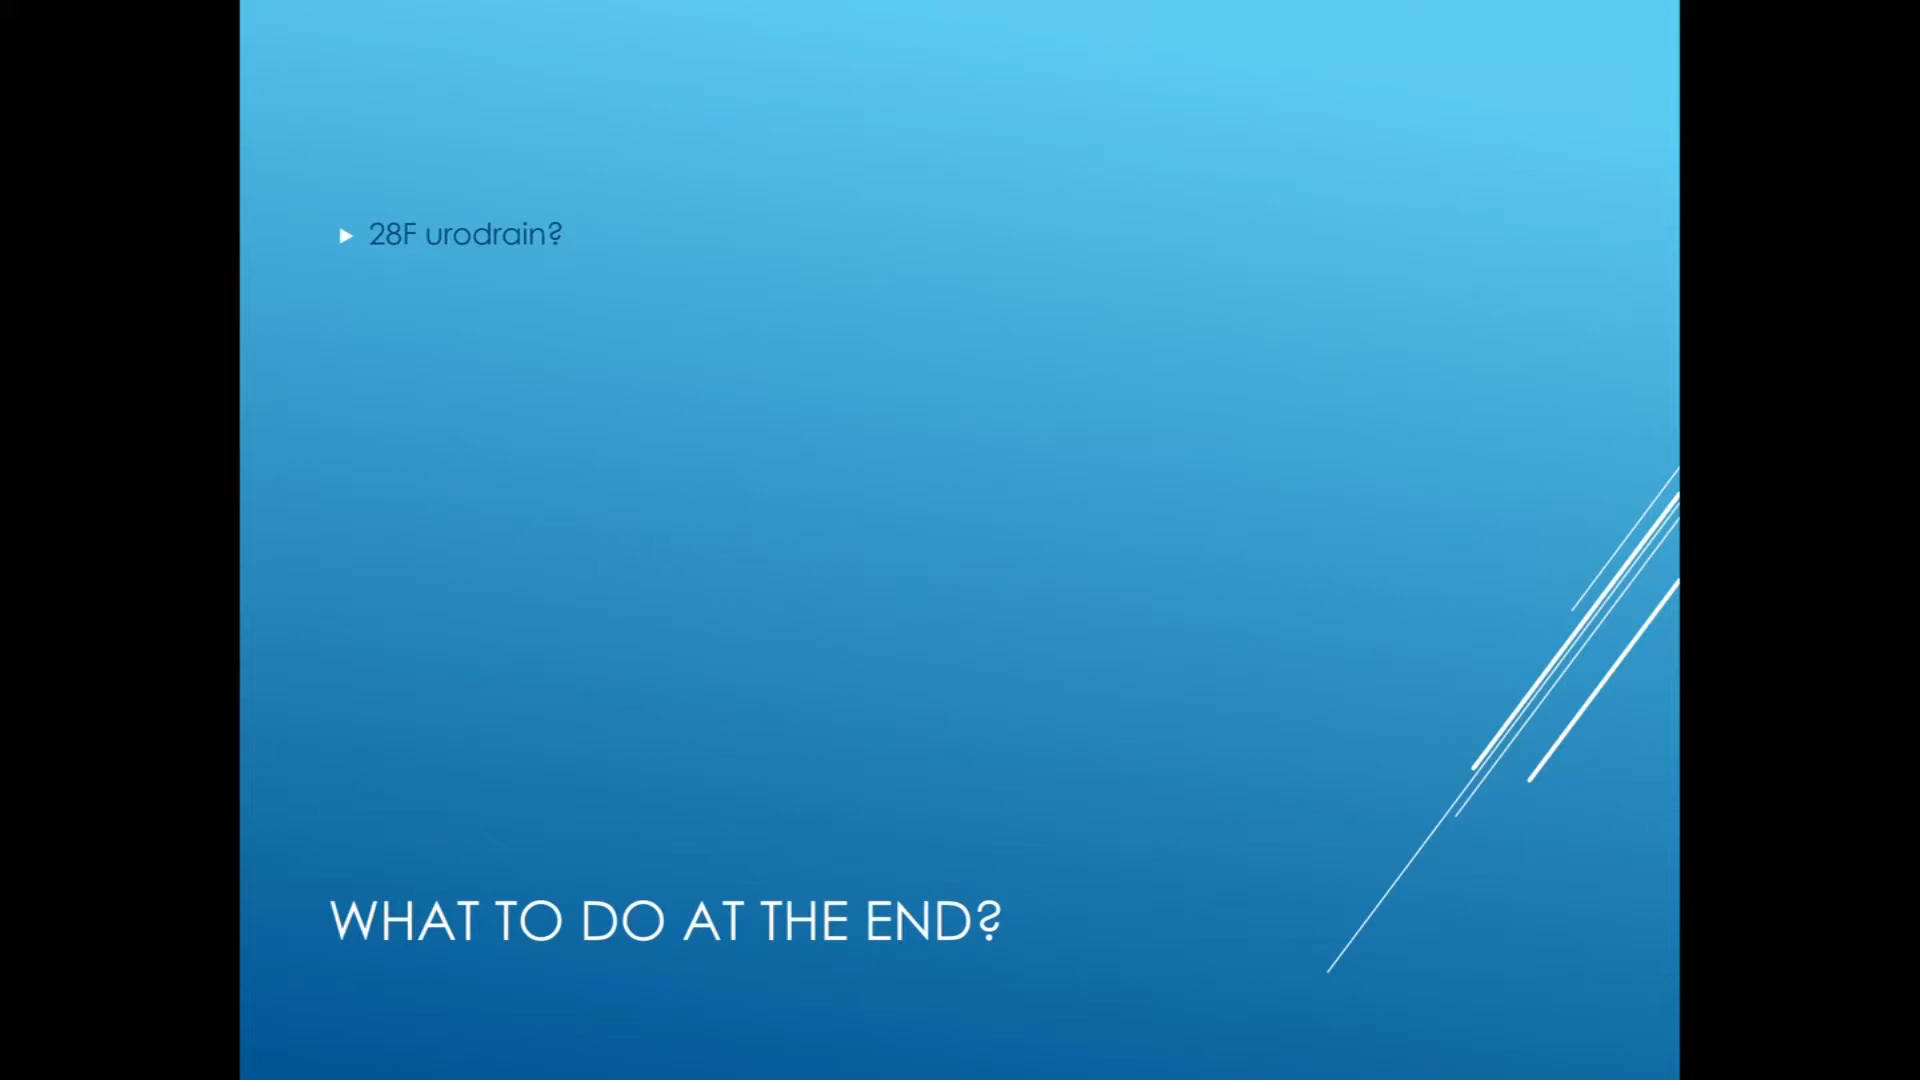 28F urodrain?
WHAT TO DO AT THE END?